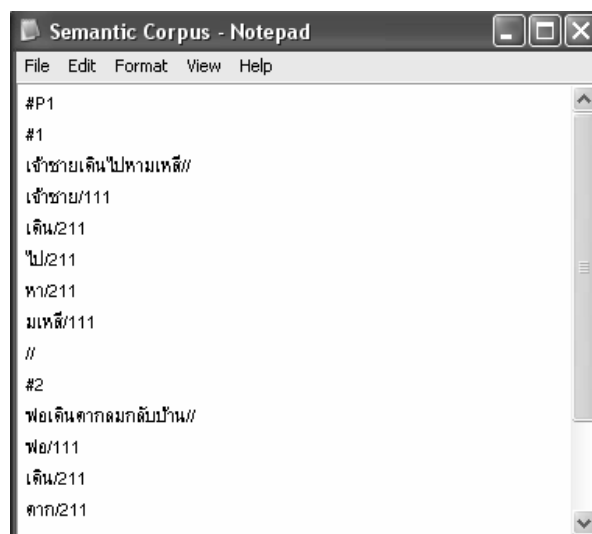 Semantic Corpus - Notepad
File Edit Format View Help
#P1
#1
เจ้าชายเดินไปหามเหสี//
เจ้าชาย/111
เดิน/211
ไป/211
หา/211
มเหสี/111
//
#2
พ่อเดินตากลมกลับบ้าน//
พ่อ/111
เดิน/211
ตาก/211